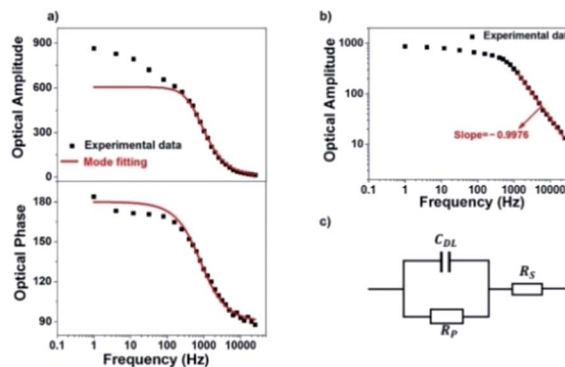 a)
Optical Amplitude
900
600
300
0
Experimental data
Mode fitting
Optical Phase
180
150
120
90
0.1 1 10 100 1000 10000
Frequency (Hz)
b)
Experimental dat
Optical Amplitude
1000
100
10
Slope=−0.9976
0.1 1 10 100 1000 10000
Frequency (Hz)
c)
C_DL
R_S
R_P